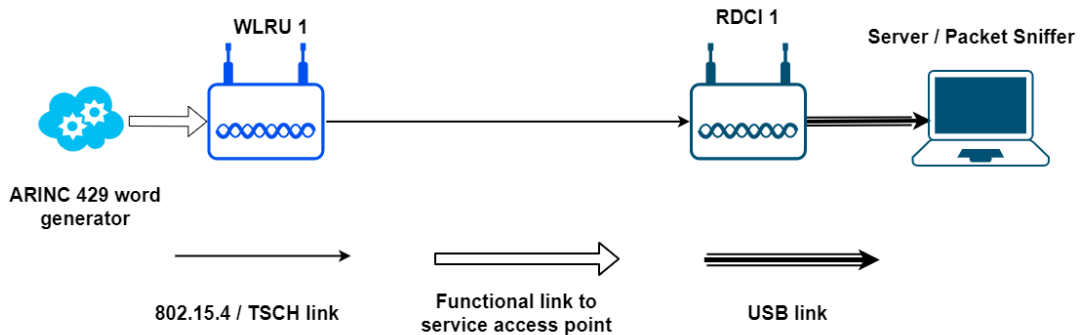 WLRU 1
RDCI 1
Server / Packet Sniffer
ARINC 429 word
generator
802.15.4 / TSCH link
Functional link to
service access point
USB link